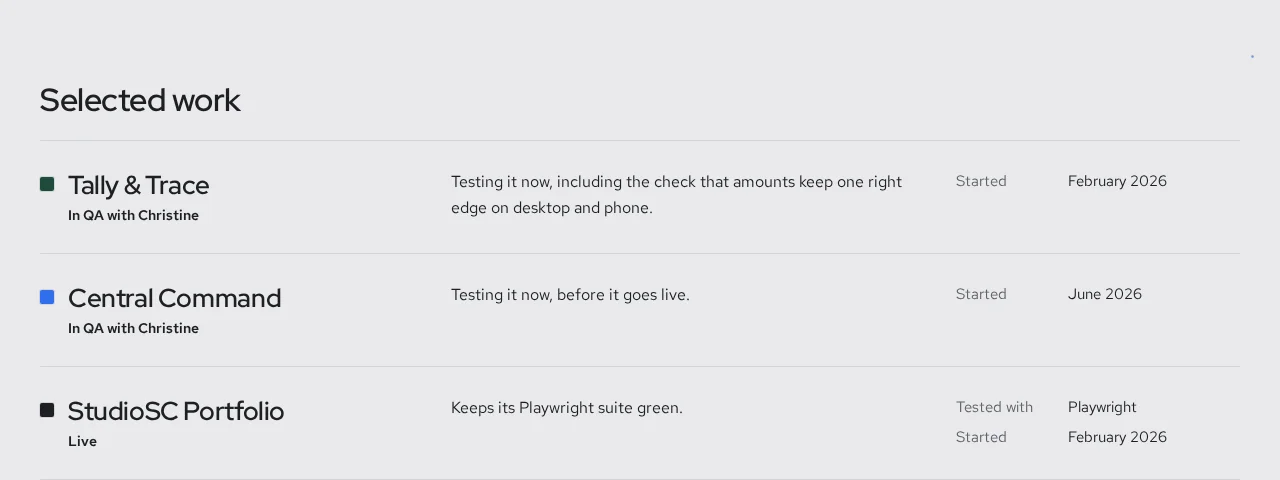 Selected work
Tally & Trace
In QA with Christine
Testing it now, including the check that amounts keep one right
edge on desktop and phone.
Started February 2026
Central Command
In QA with Christine
Testing it now, before it goes live.
Started June 2026
StudioSC Portfolio
Live
Keeps its Playwright suite green.
Tested with Playwright
Started February 2026